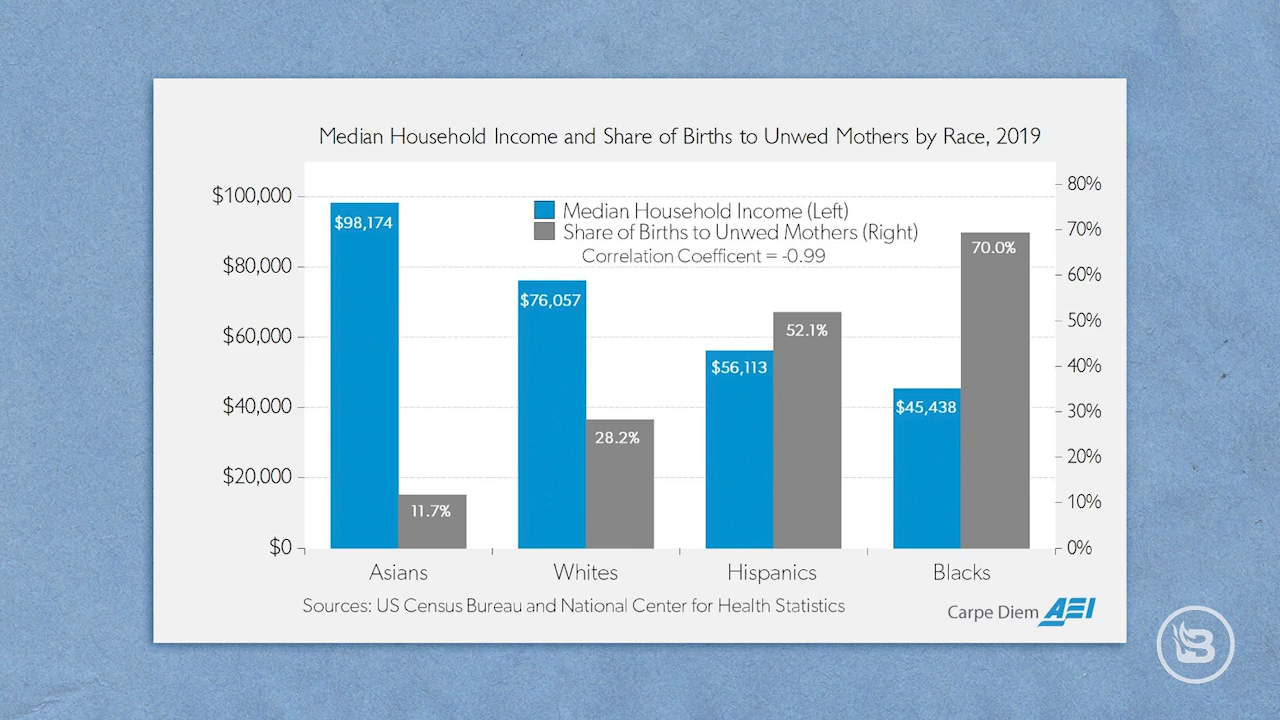 Median Household Income and Share of Births to Unwed Mothers by Race, 2019
$100,000
$80,000
$60,000
$40,000
$20,000
$0
80%
70%
60%
50%
40%
30%
20%
10%
0%
Median Household Income (Left)
Share of Births to Unwed Mothers (Right)
Correlation Coefficent = -0.99
$98,174
11.7%
$76,057
28.2%
$56,113
52.1%
$45,438
70.0%
Asians
Whites
Hispanics
Blacks
Sources: US Census Bureau and National Center for Health Statistics
Carpe Diem AEI
B